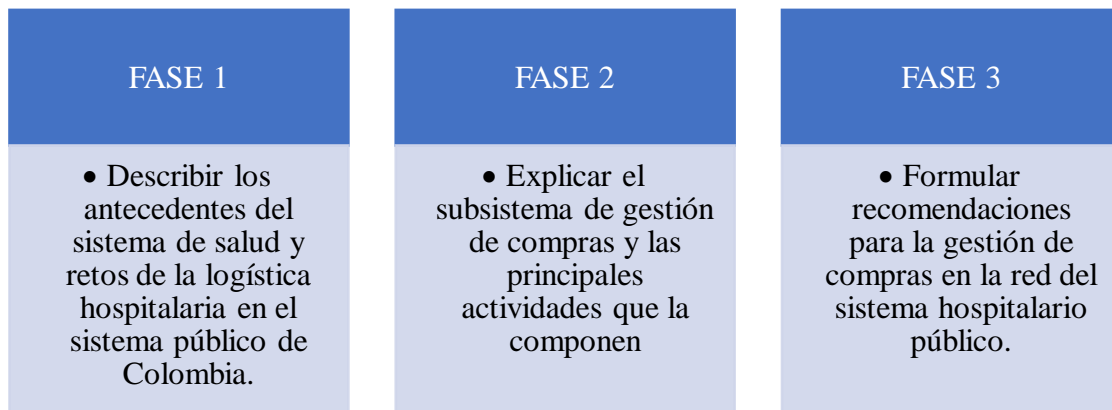 FASE 1
• Describir los
antecedentes del
sistema de salud y
retos de la logística
hospitalaria en el
sistema público de
Colombia.
FASE 2
• Explicar el
subsistema de gestión
de compras y las
principales
actividades que la
componen
FASE 3
• Formular
recomendaciones
para la gestión de
compras en la red del
sistema hospitalario
público.